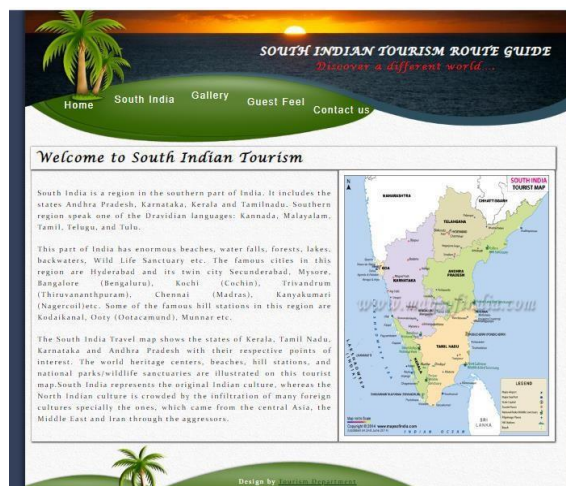 SOUTH INDIAN TOURISM ROUTE GUIDE
Discover a different world ...
Home
South India
Gallery
Guest Feel
Contact us
Welcome to South Indian Tourism
South India is a region in the southern part of India. It includes the
states Andhra Pradesh, Karnataka, Kerala and Tamilnadu. Southern
region speak one of the Dravidian languages: Kannada, Malayalam,
Tamil, Telugu, and Tulu.
This part of India has enormous beaches, water falls, forests, lakes,
backwaters, Wild Life Sanctuary etc. The famous cities in this
region are Hyderabad and its twin city Secunderabad, Mysore,
Bangalore (Bengaluru), Kochi (Cochin), Trivandrum
(Thiruvananthpuram), Chennai (Madras), Kanyakumari
(Nagercoil)etc. Some of the famous hill stations in this region are
Kodaikanal, Ooty (Ootacamund), Munnar etc.
The South India Travel map shows the states of Kerala, Tamil Nadu,
Karnataka and Andhra Pradesh with their respective points of
interest. The world heritage centers, beaches, hill stations, and
national parks/wildlife sanctuaries are illustrated on this tourist
map.South India represents the original Indian culture, whereas the
North Indian culture is crowded by the infiltration of many foreign
cultures specially the ones, which came from the central Asia, the
Middle East and Iran through the aggressors.
SOUTH INDIA
TOURIST MAP
N
MAHARASHTRA
CHHATTISGARH
TELANGANA
GOA
KARNATAKA
ANDHRA
PRADESH
www.mapsofindia.com
TAMIL NADU
KERALA
LEGEND
SRI
LANKA
INDIAN OCEAN
Design by Tourism Department